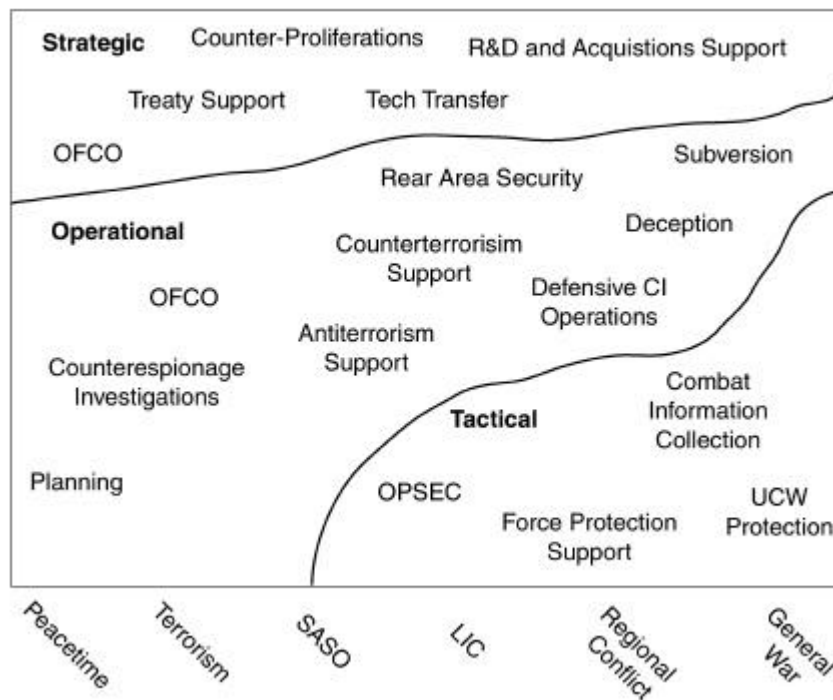 Strategic
Counter-Proliferations
R&D and Acquistions Support
Treaty Support
Tech Transfer
OFCO
Subversion
Rear Area Security
Operational
Deception
Counterterrorisim
Support
OFCO
Defensive CI
Operations
Antiterrorism
Support
Counterespionage
Investigations
Combat
Information
Collection
Tactical
Planning
OPSEC
UCW
Protection
Force Protection
Support
Peacetime
Terrorism
SASO
LIC
Regional
Conflict
General
War